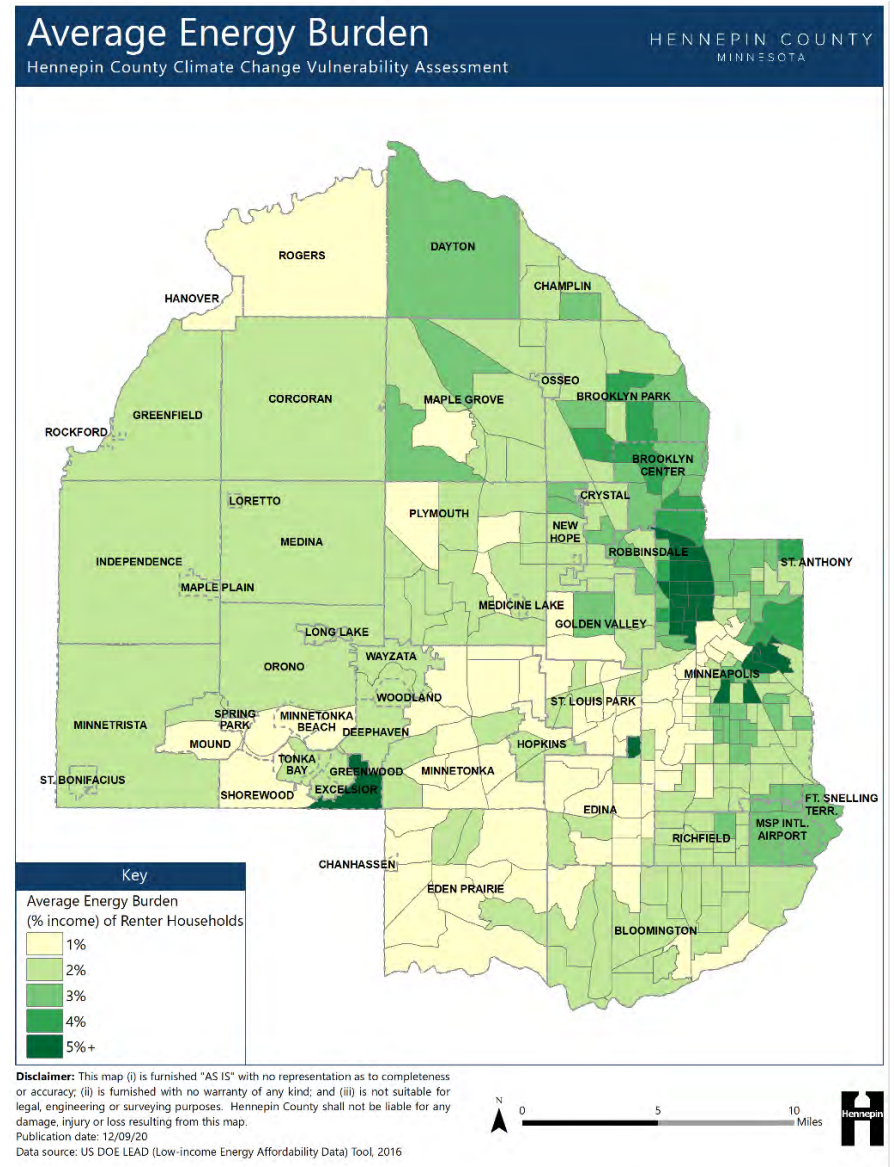 Average Energy Burden
Hennepin County Climate Change Vulnerability Assessment
HENNEPIN COUNTY
MINNESOTA
ROGERS
DAYTON
HANOVER
CHAMPLIN
OSSEO
CORCORAN
MAPLE GROVE
BROOKLYN PARK
GREENFIELD
ROCKFORD
BROOKLYN
CENTER
LORETTO
CRYSTAL
PLYMOUTH
NEW
HOPE
MEDINA
ROBBINSDALE
INDEPENDENCE
ST. ANTHONY
MAPLE PLAIN
MEDICINE LAKE
GOLDEN VALLEY
LONG LAKE
WAYZATA
ORONO
MINNEAPOLIS
WOODLAND
ST. LOUIS PARK
SPRING
PARK
MINNETONKA
BEACH
MINNETRISTA
DEEPHAVEN
MOUND
HOPKINS
TONKA
BAY
GREENWOOD
MINNETONKA
ST. BONIFACIUS
EXCELSIOR
SHOREWOOD
FT. SNELLING
TERR.
EDINA
MSP INTL.
AIRPORT
RICHFIELD
CHANHASSEN
EDEN PRAIRIE
BLOOMINGTON
Key
Average Energy Burden
(% income) of Renter Households
1%
2%
3%
4%
5%+
Disclaimer: This map (i) is furnished "AS IS" with no representation as to completeness
or accuracy; (ii) is furnished with no warranty of any kind; and (iii) is not suitable for
legal, engineering or surveying purposes. Hennepin County shall not be liable for any
damage, injury or loss resulting from this map.
Publication date: 12/09/20
Data source: US DOE LEAD (Low-income Energy Affordability Data) Tool, 2016
N
0 5 10
Miles
Hennepin